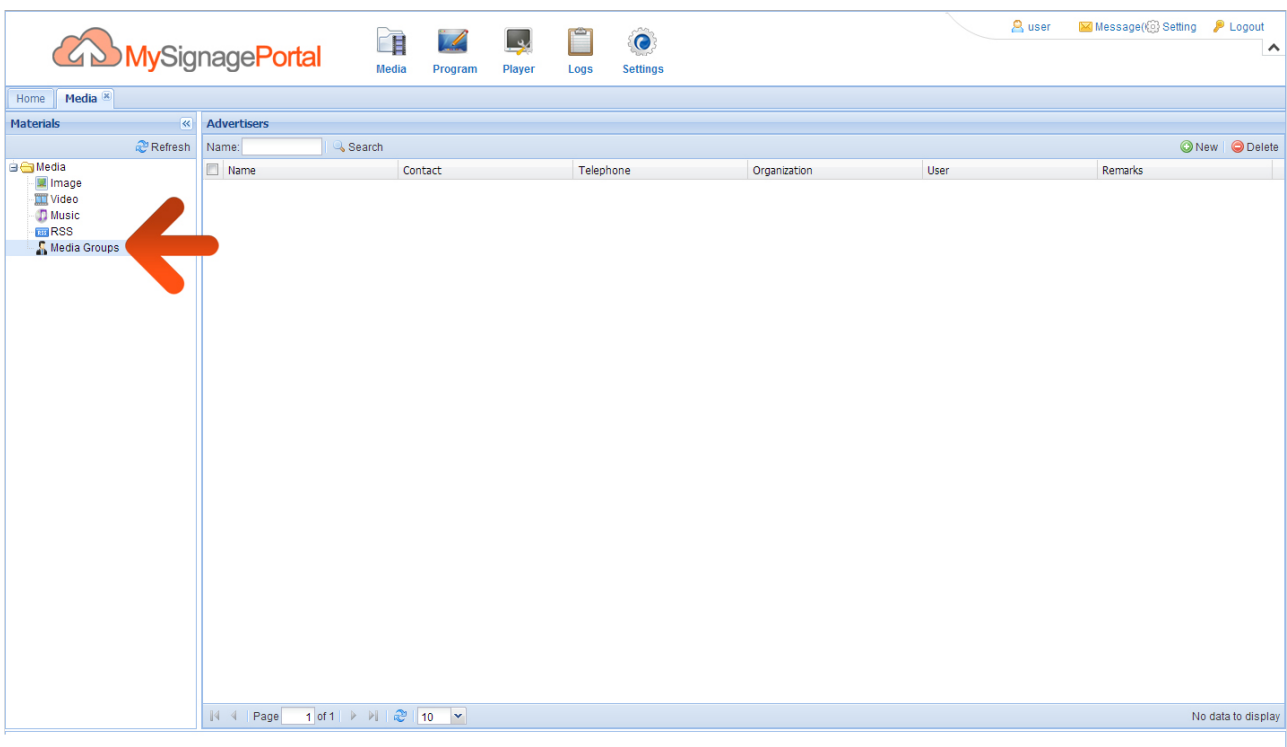 user Message( Setting Logout
MySignagePortal
Media Program Player Logs Settings
Home Media
Materials
Refresh
Media
Image
Video
Music
RSS
Media Groups
Advertisers
Name: Search New Delete
Name Contact Telephone Organization User Remarks
Page 1 of 1 10 No data to display